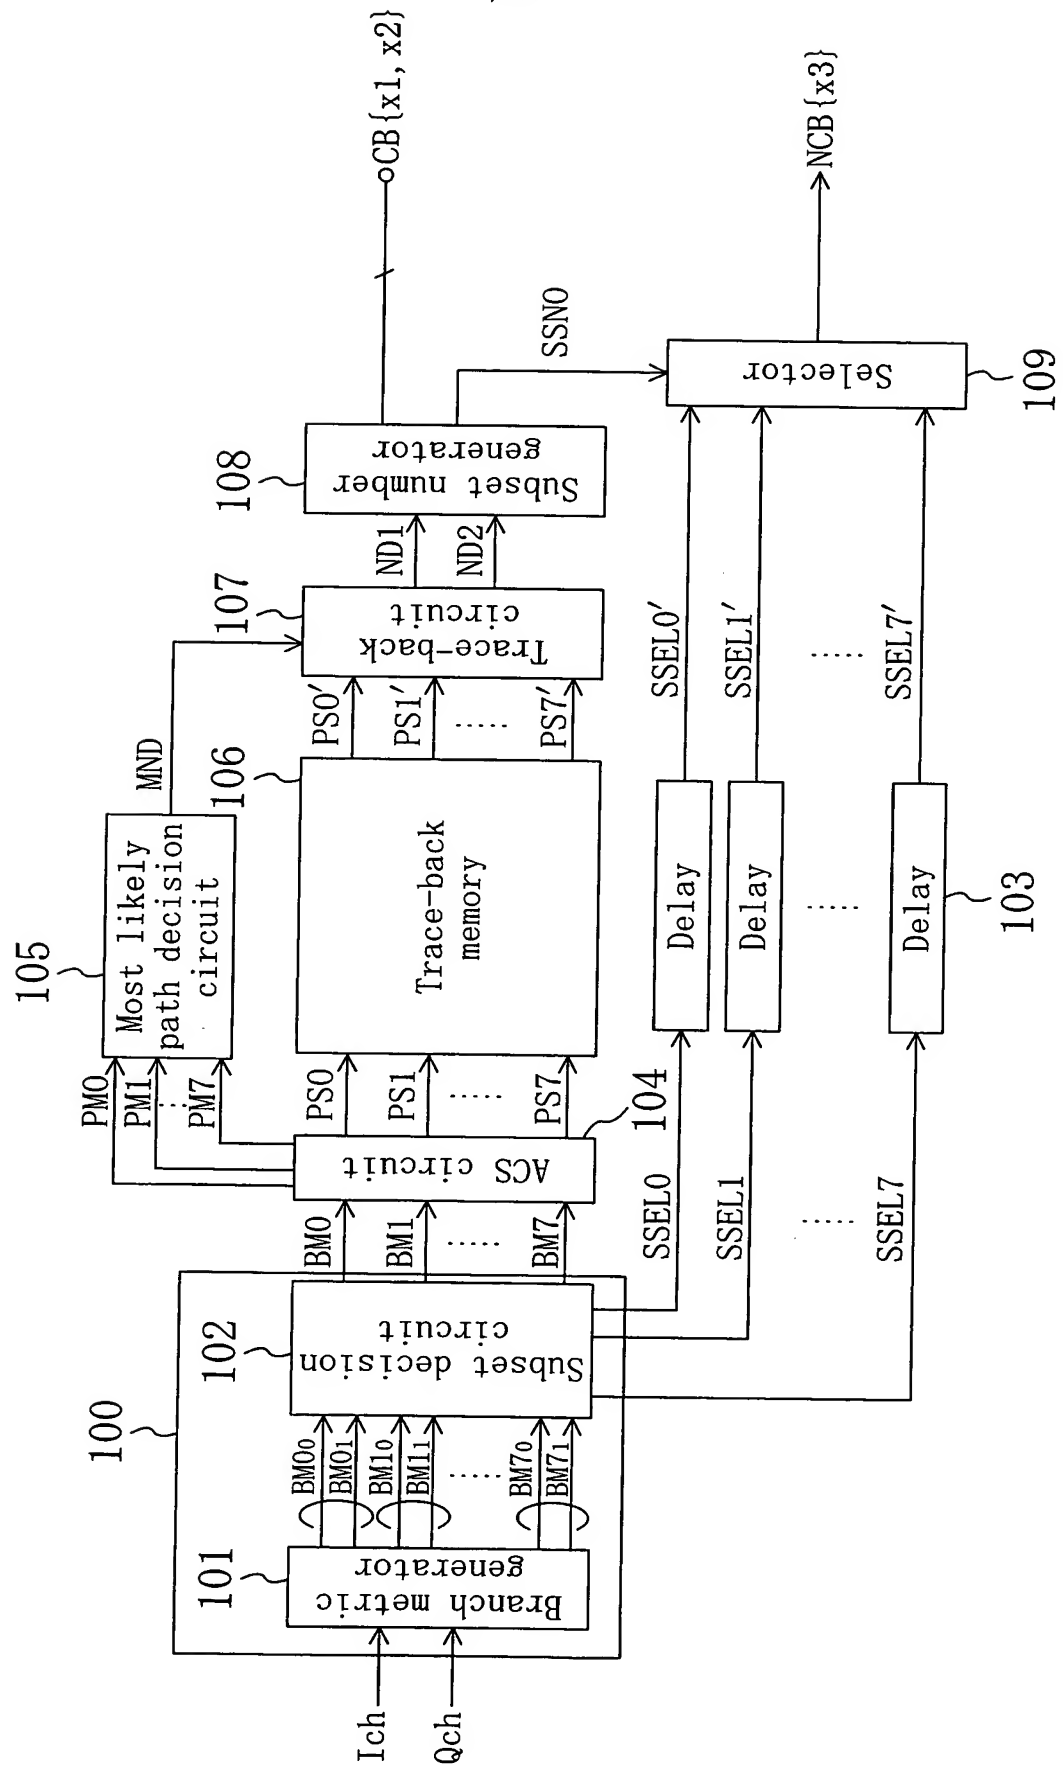 105
Most likely
path decision
circuit
PM0
PM1
.....
PM7
MND
100
101
Branch metric
generator
Ich
Qch
BM0₀
BM0₁
BM1₀
BM1₁
.....
BM7₀
BM7₁
102
Subset decision
circuit
BM0
BM1
.....
BM7
ACS circuit
104
PS0
PS1
.....
PS7
106
Trace-back
memory
PS0'
PS1'
.....
PS7'
107
Trace-back
circuit
ND1
ND2
108
Subset number
generator
CB{x1, x2}
SSNO
SSEL0
SSEL1
.....
SSEL7
Delay
Delay
.....
Delay
103
SSEL0'
SSEL1'
.....
SSEL7'
Selector
109
NCB{x3}